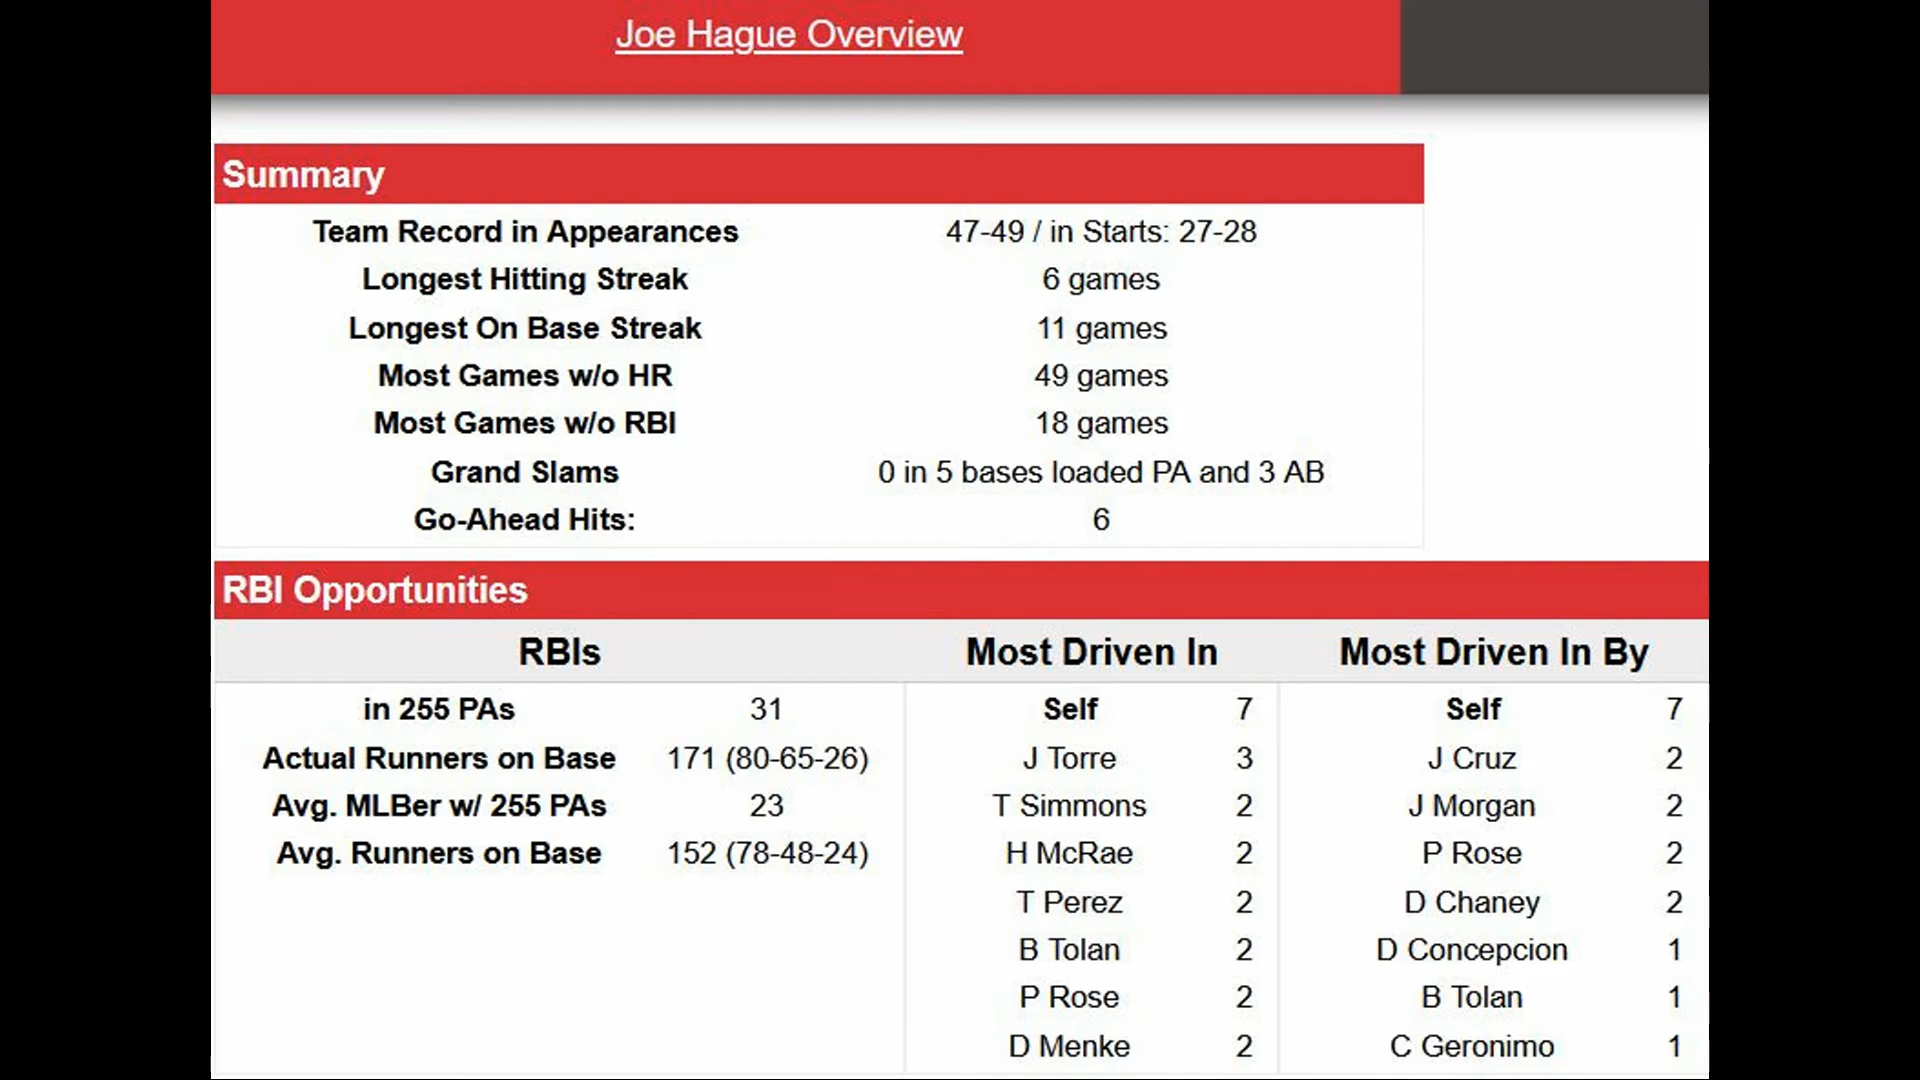 Joe Hague Overview
Summary
Team Record in Appearances 47-49 / in Starts: 27-28
Longest Hitting Streak 6 games
Longest On Base Streak 11 games
Most Games w/o HR 49 games
Most Games w/o RBI 18 games
Grand Slams 0 in 5 bases loaded PA and 3 AB
Go-Ahead Hits: 6
RBI Opportunities
RBIs Most Driven In Most Driven In By
in 255 PAs 31 Self 7 Self 7
Actual Runners on Base 171 (80-65-26) J Torre 3 J Cruz 2
Avg. MLBer w/ 255 PAs 23 T Simmons 2 J Morgan 2
Avg. Runners on Base 152 (78-48-24) H McRae 2 P Rose 2
T Perez 2 D Chaney 2
B Tolan 2 D Concepcion 1
P Rose 2 B Tolan 1
D Menke 2 C Geronimo 1